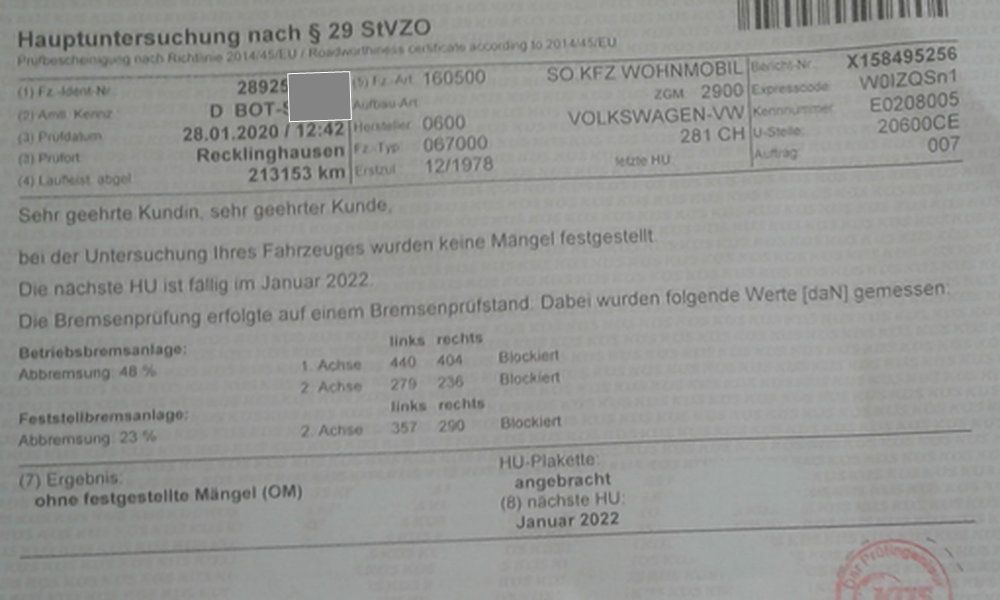 Hauptuntersuchung nach § 29 StVZO
Prüfbescheinigung nach Richtlinie 2014/45/EU / Roadworthiness certificate according to 2014/45/EU
(1) Fz.-Ident-Nr. 28925 (5) Fz.-Art 160500 SO.KFZ WOHNMOBIL Bericht-Nr. X158495256
(2) Amtl. Kennz. D BOT- Aufbau-Art ZGM 2900 Expresscode W0IZQSn1
(3) Prüfdatum 28.01.2020 / 12:42 Hersteller 0600 VOLKSWAGEN-VW Kennnummer E0208005
(3) Prüfort Recklinghausen Fz.-Typ 067000 281 CH U-Stelle: 20600CE
(4) Laufleist. abgel. 213153 km Erstzul. 12/1978 letzte HU Auftrag: 007
Sehr geehrte Kundin, sehr geehrter Kunde,
bei der Untersuchung Ihres Fahrzeuges wurden keine Mängel festgestellt.
Die nächste HU ist fällig im Januar 2022.
Die Bremsenprüfung erfolgte auf einem Bremsenprüfstand. Dabei wurden folgende Werte [daN] gemessen:
links rechts
Betriebsbremsanlage:
1. Achse 440 404 Blockiert
Abbremsung: 48 %
2. Achse 279 236 Blockiert
links rechts
Feststellbremsanlage:
2. Achse 357 290 Blockiert
Abbremsung: 23 %
(7) Ergebnis:
ohne festgestellte Mängel (OM)
HU-Plakette:
angebracht
(8) nächste HU:
Januar 2022
Der Prüfingenieur
KÜS